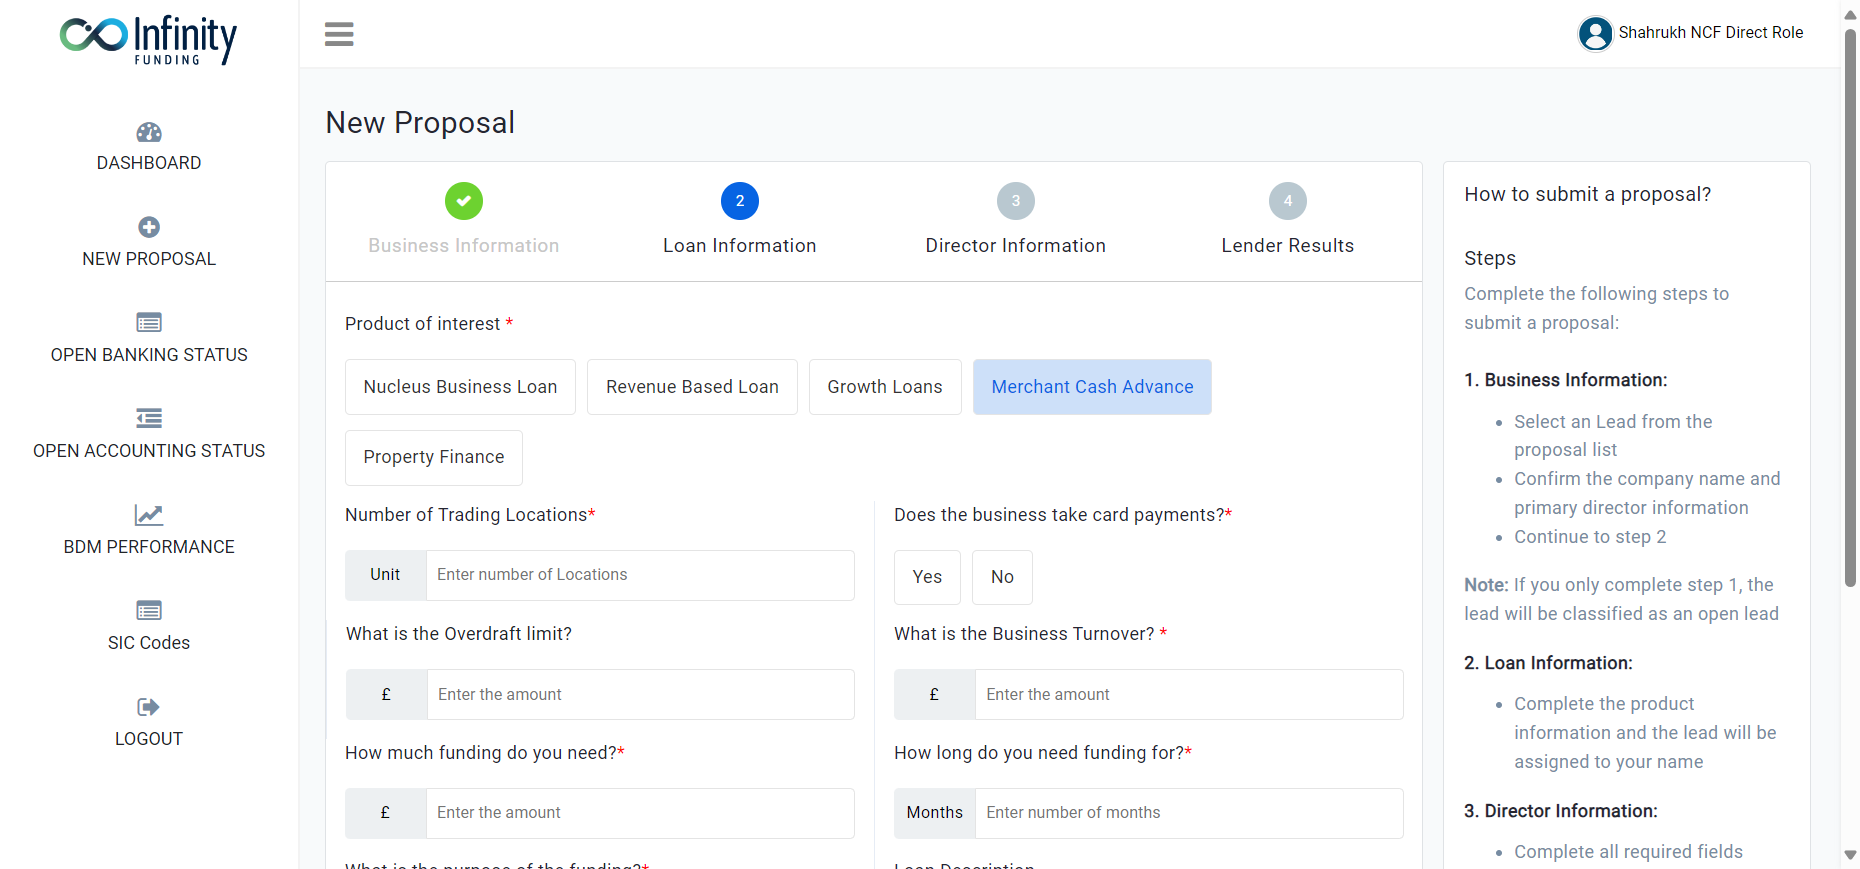 Infinity
FUNDING
Shahrukh NCF Direct Role
DASHBOARD
NEW PROPOSAL
OPEN BANKING STATUS
OPEN ACCOUNTING STATUS
BDM PERFORMANCE
SIC Codes
LOGOUT
New Proposal
2
3
4
Business Information
Loan Information
Director Information
Lender Results
Product of interest *
Nucleus Business Loan
Revenue Based Loan
Growth Loans
Merchant Cash Advance
Property Finance
Number of Trading Locations*
Does the business take card payments?*
Unit
Enter number of Locations
Yes
No
What is the Overdraft limit?
What is the Business Turnover? *
£
Enter the amount
£
Enter the amount
How much funding do you need?*
How long do you need funding for?*
£
Enter the amount
Months
Enter number of months
What is the purpose of the funding?*
Loan Description
How to submit a proposal?
Steps
Complete the following steps to
submit a proposal:
1. Business Information:
• Select an Lead from the
proposal list
• Confirm the company name and
primary director information
• Continue to step 2
Note: If you only complete step 1, the
lead will be classified as an open lead
2. Loan Information:
• Complete the product
information and the lead will be
assigned to your name
3. Director Information:
• Complete all required fields